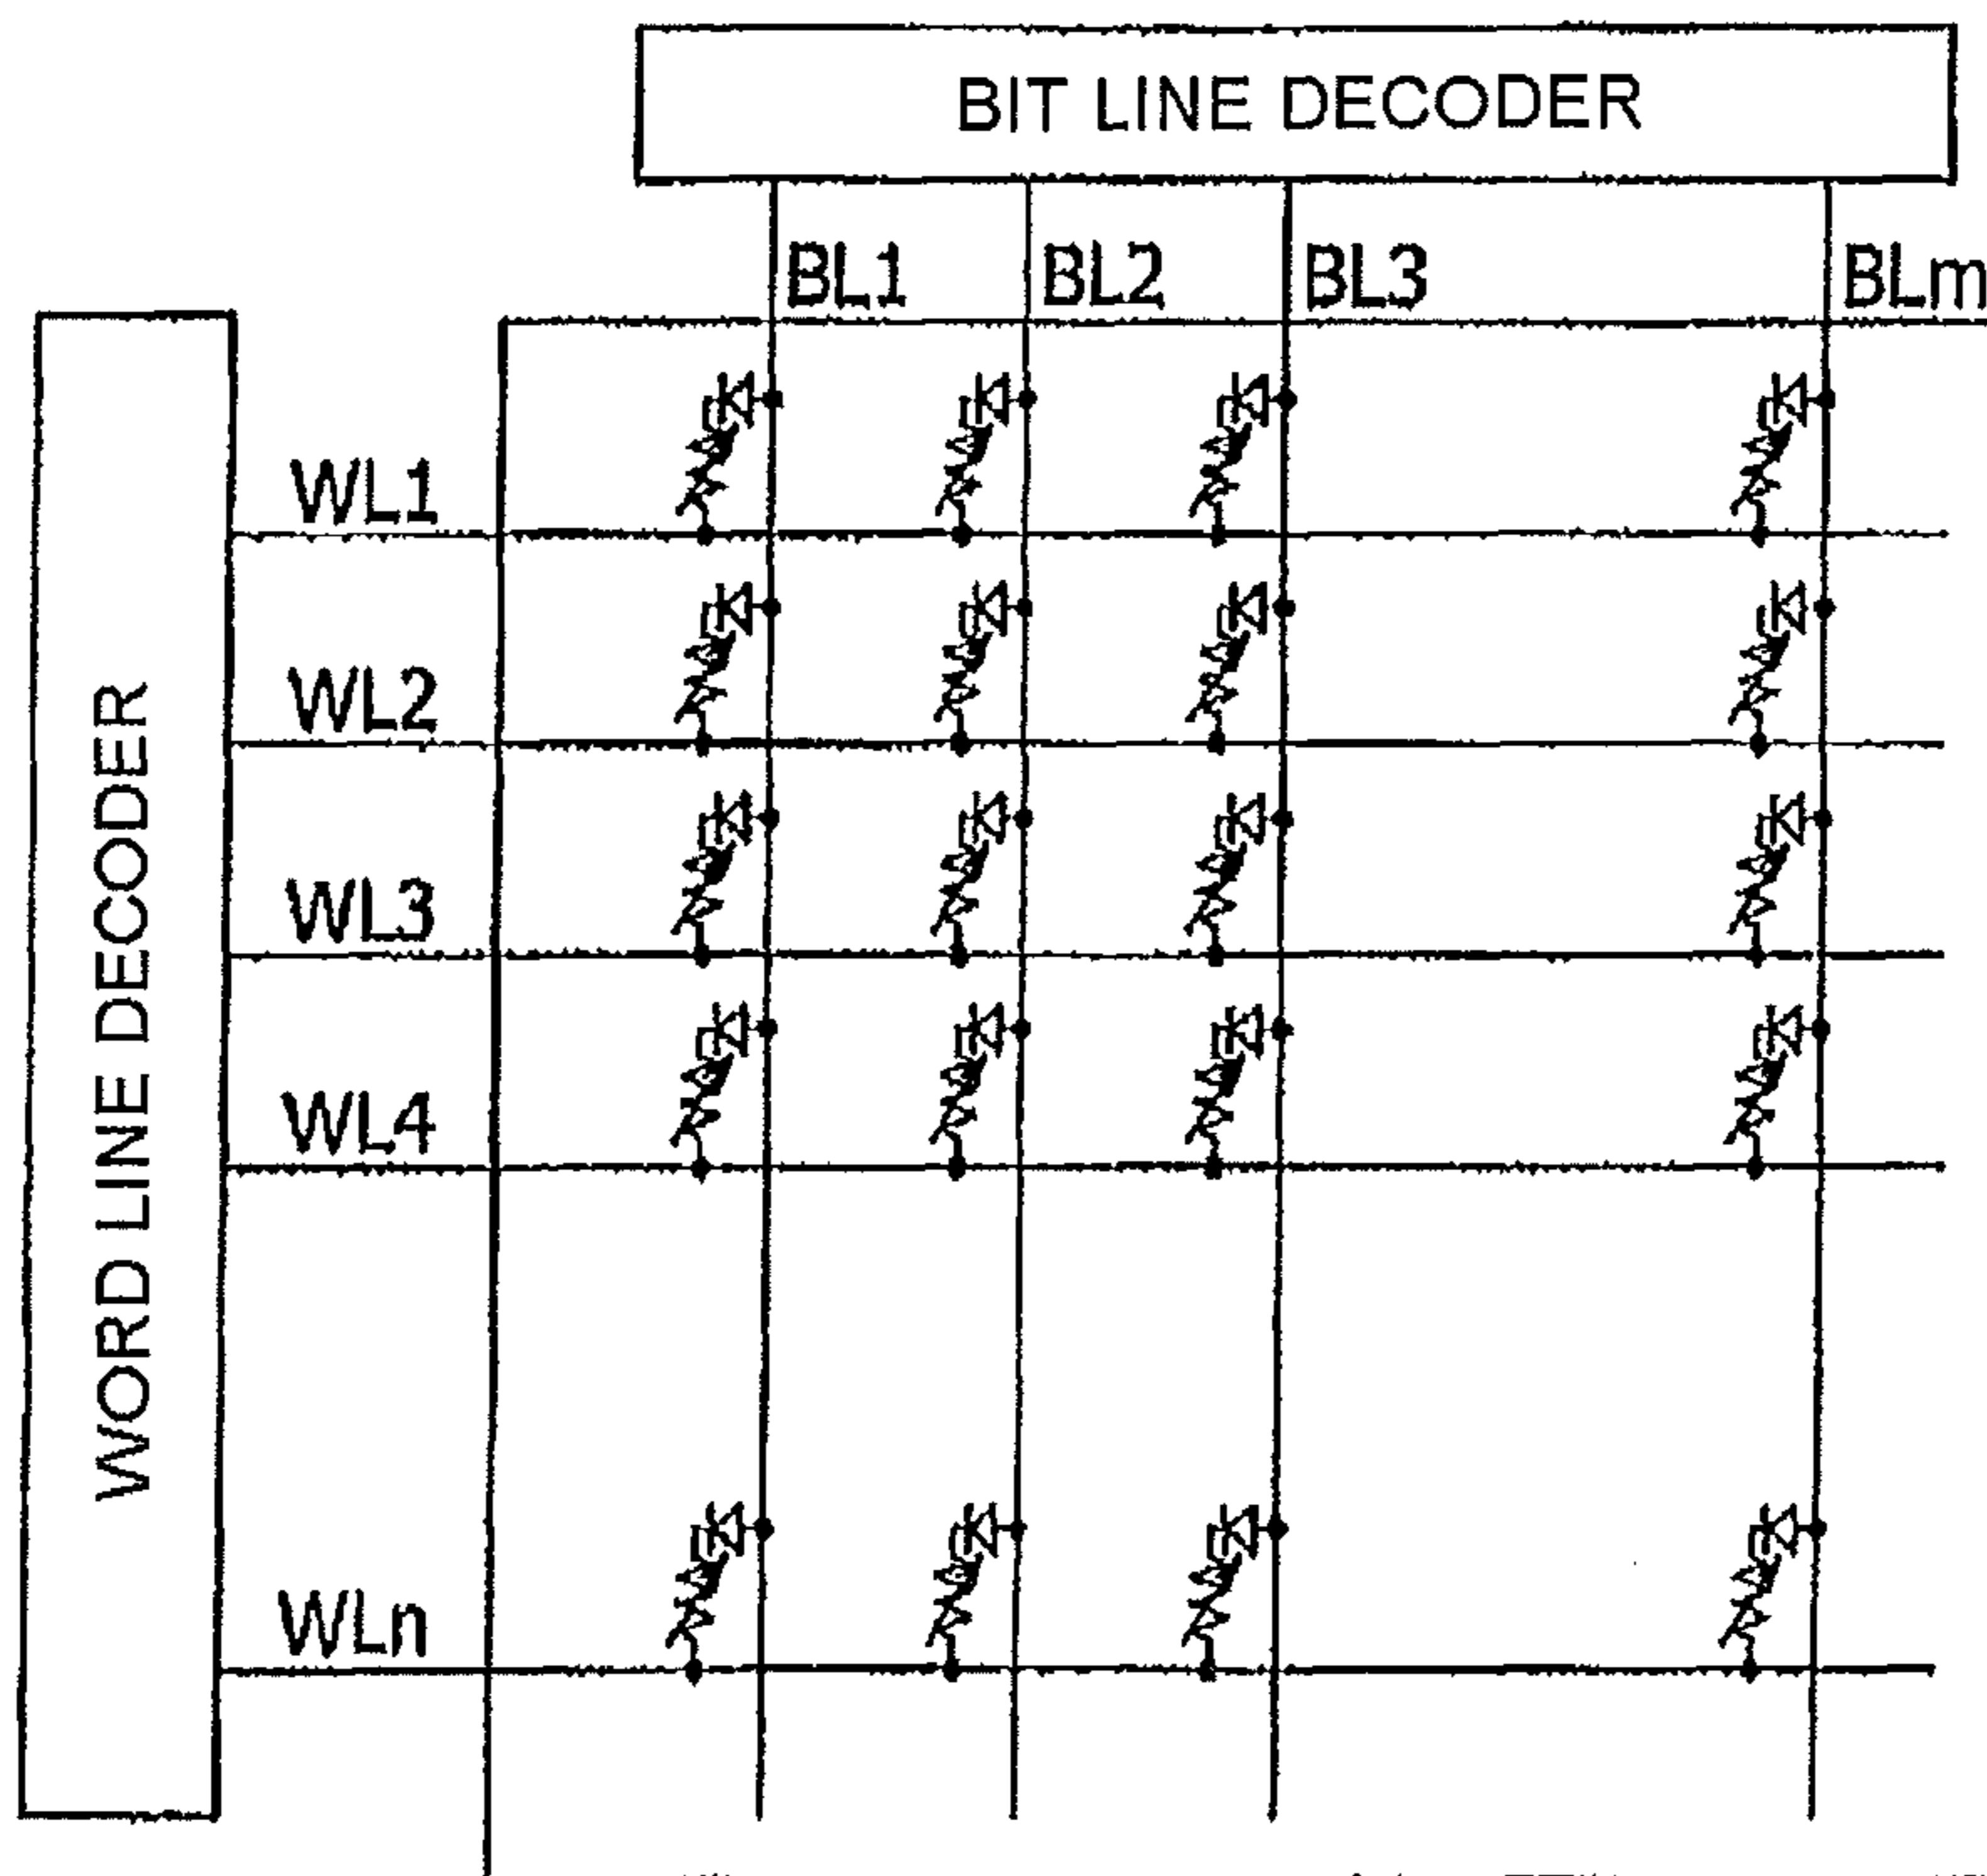 BIT LINE DECODER
BL1 BL2 BL3 BLm
WORD LINE DECODER
WL1
WL2
WL3
WL4
WLn